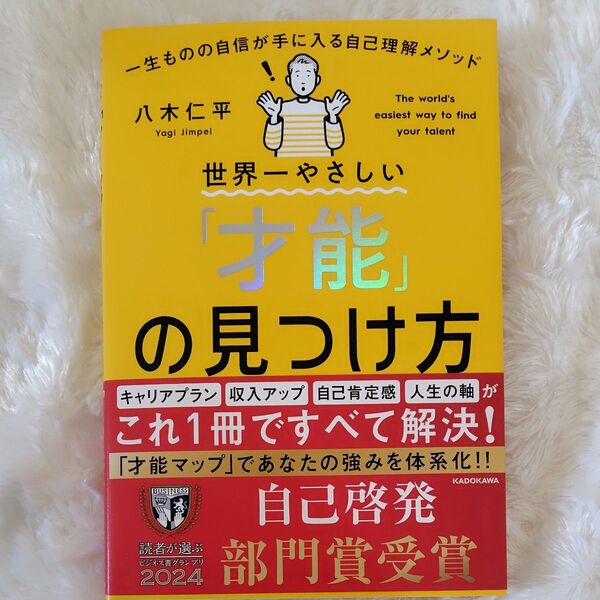 一生ものの自信が手に入る自己理解メソッド
八木仁平
Yagi Jimpei
The world's
easiest way to find
your talent
世界一やさしい
「才能」
の見つけ方
キャリアプラン 収入アップ 自己肯定感 人生の軸 が
これ1冊ですべて解決!
「才能マップ」であなたの強みを体系化!!
KADOKAWA
BUSINESS
読者が選ぶ
ビジネス書グランプリ
2024
自己啓発
部門賞受賞